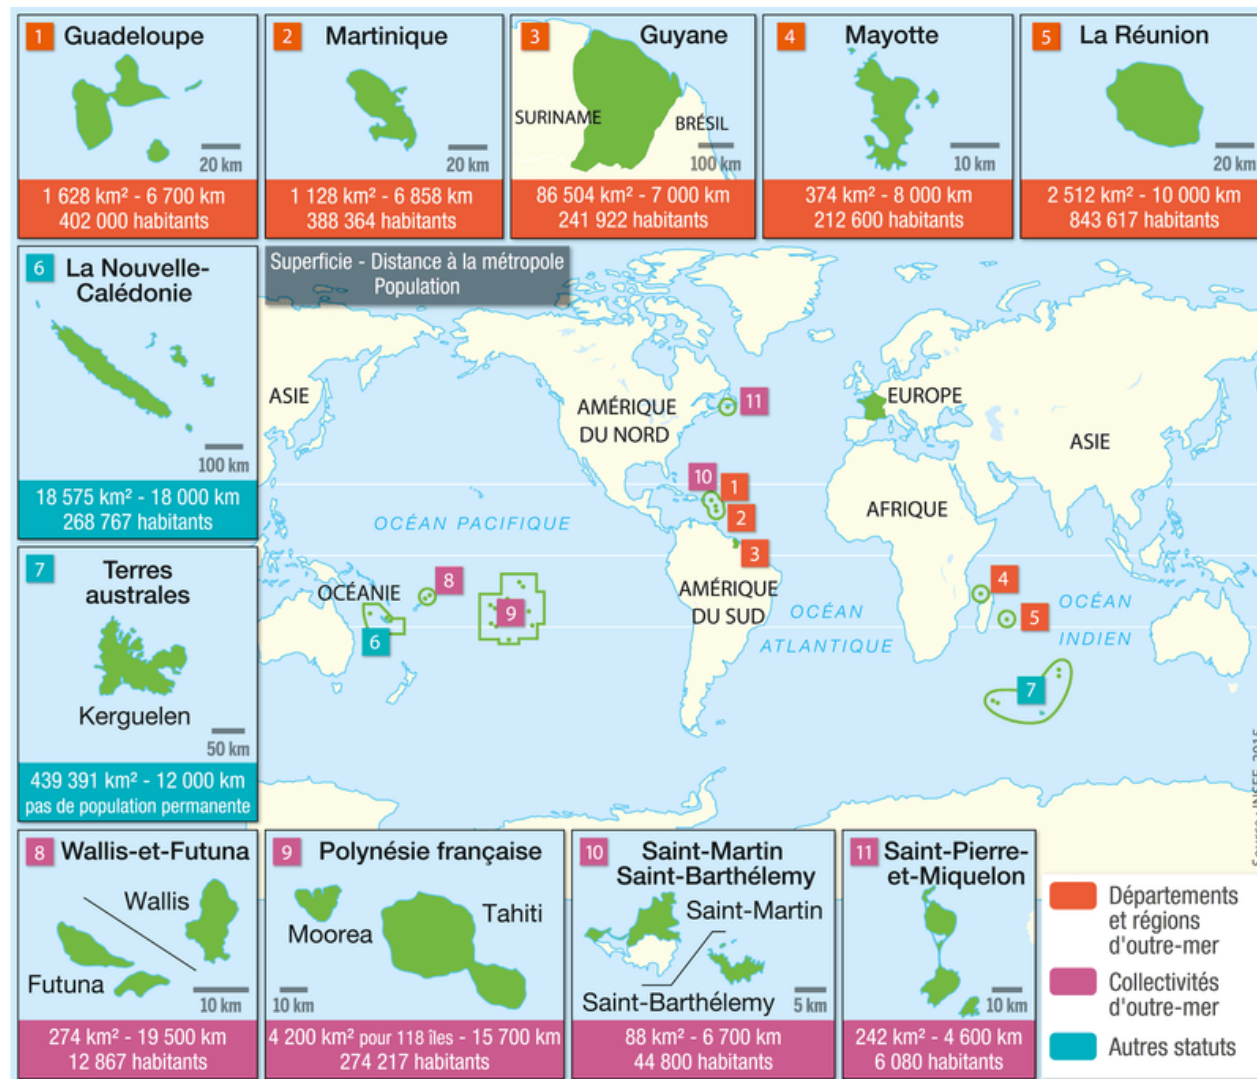 1 Guadeloupe
20 km
1 628 km² - 6 700 km
402 000 habitants
2 Martinique
20 km
1 128 km² - 6 858 km
388 364 habitants
3 Guyane
SURINAME
BRÉSIL
100 km
86 504 km² - 7 000 km
241 922 habitants
4 Mayotte
10 km
374 km² - 8 000 km
212 600 habitants
5 La Réunion
20 km
2 512 km² - 10 000 km
843 617 habitants
6 La Nouvelle-
Calédonie
100 km
18 575 km² - 18 000 km
268 767 habitants
Superficie - Distance à la métropole
Population
ASIE
AMÉRIQUE
DU NORD
11
EUROPE
ASIE
10
1
2
AFRIQUE
OCÉAN PACIFIQUE
3
OCÉANIE
8
9
AMÉRIQUE
DU SUD
4
5
6
OCÉAN
ATLANTIQUE
OCÉAN
INDIEN
7
7 Terres
australes
Kerguelen
50 km
439 391 km² - 12 000 km
pas de population permanente
INSEE 2015
8 Wallis-et-Futuna
Wallis
Futuna
10 km
274 km² - 19 500 km
12 867 habitants
9 Polynésie française
Moorea
Tahiti
10 km
4 200 km² pour 118 îles - 15 700 km
274 217 habitants
10 Saint-Martin
Saint-Barthélemy
Saint-Martin
Saint-Barthélemy
5 km
88 km² - 6 700 km
44 800 habitants
11 Saint-Pierre-
et-Miquelon
10 km
242 km² - 4 600 km
6 080 habitants
Départements
et régions
d'outre-mer
Collectivités
d'outre-mer
Autres statuts